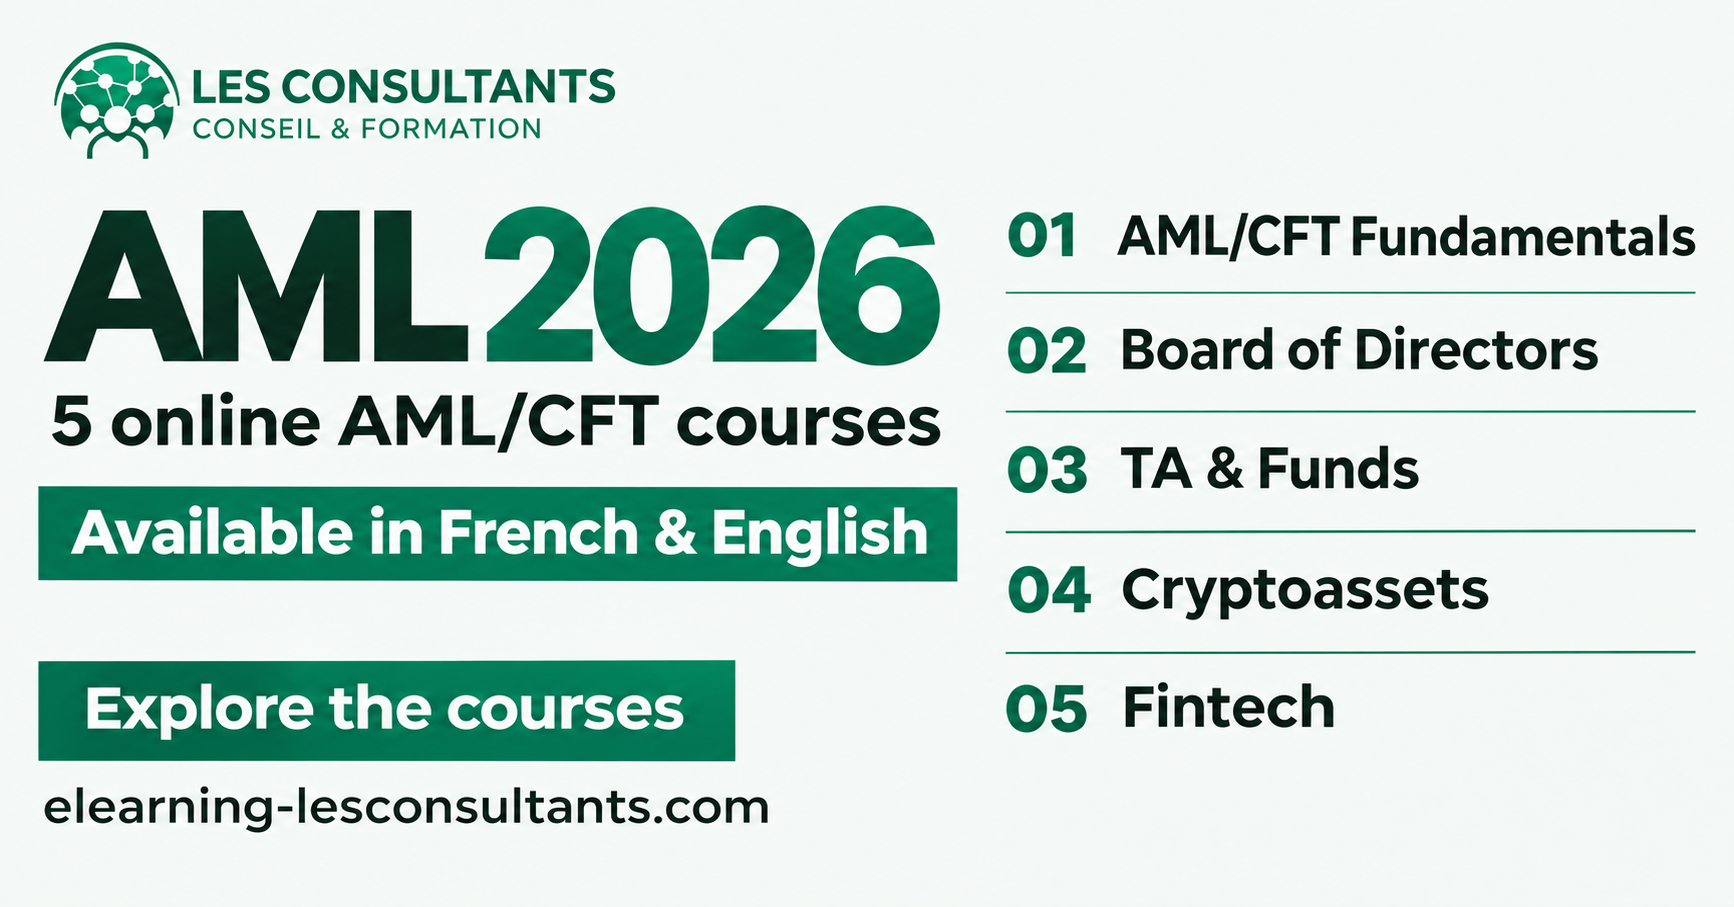 LES CONSULTANTS
CONSEIL & FORMATION
AML 2026
5 online AML/CFT courses
Available in French & English
Explore the courses
elearning-lesconsultants.com
01 AML/CFT Fundamentals
02 Board of Directors
03 TA & Funds
04 Cryptoassets
05 Fintech